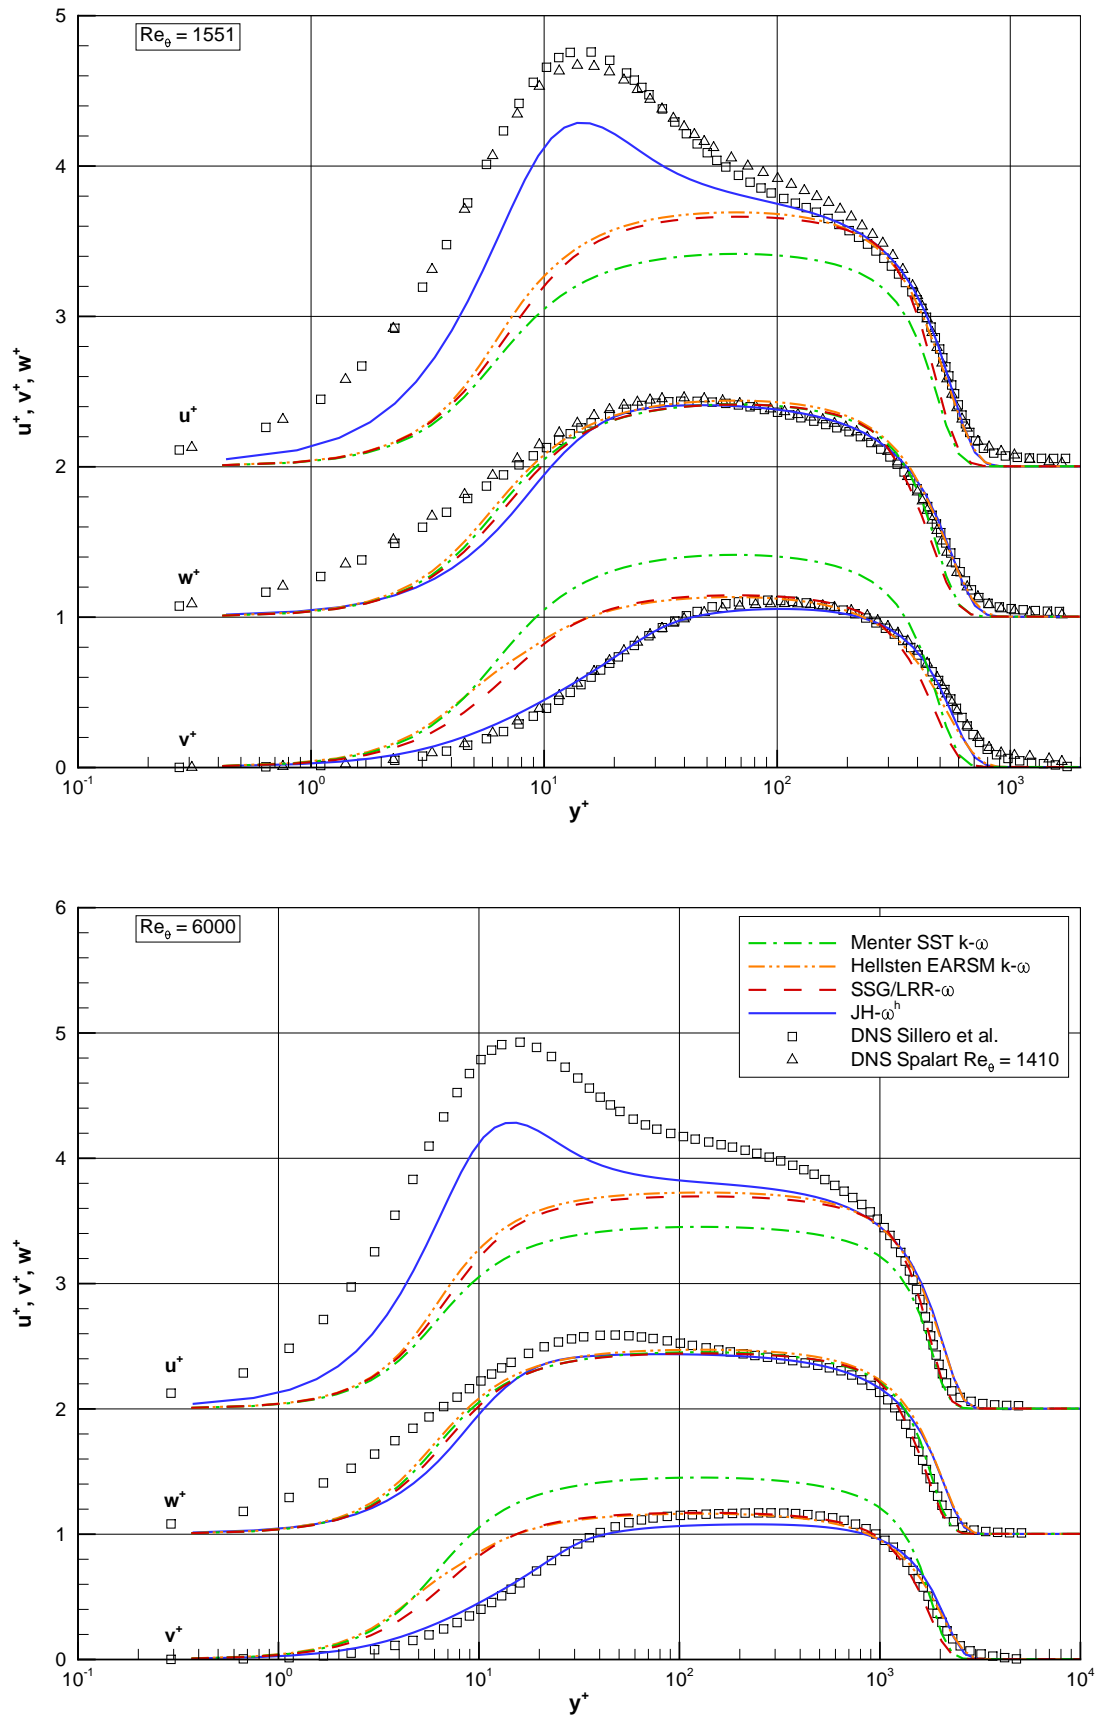 5
Re_θ = 1551
4
3
u⁺, v⁺, w⁺
u⁺
2
w⁺
1
v⁺
0
10⁻¹ 10⁰ 10¹ 10² 10³
y⁺
6
Re_θ = 6000
Menter SST k-ω
Hellsten EARSM k-ω
SSG/LRR-ω
JH-ω^h
DNS Sillero et al.
DNS Spalart Re_θ = 1410
5
4
3
u⁺, v⁺, w⁺
u⁺
2
w⁺
1
v⁺
0
10⁻¹ 10⁰ 10¹ 10² 10³ 10⁴
y⁺